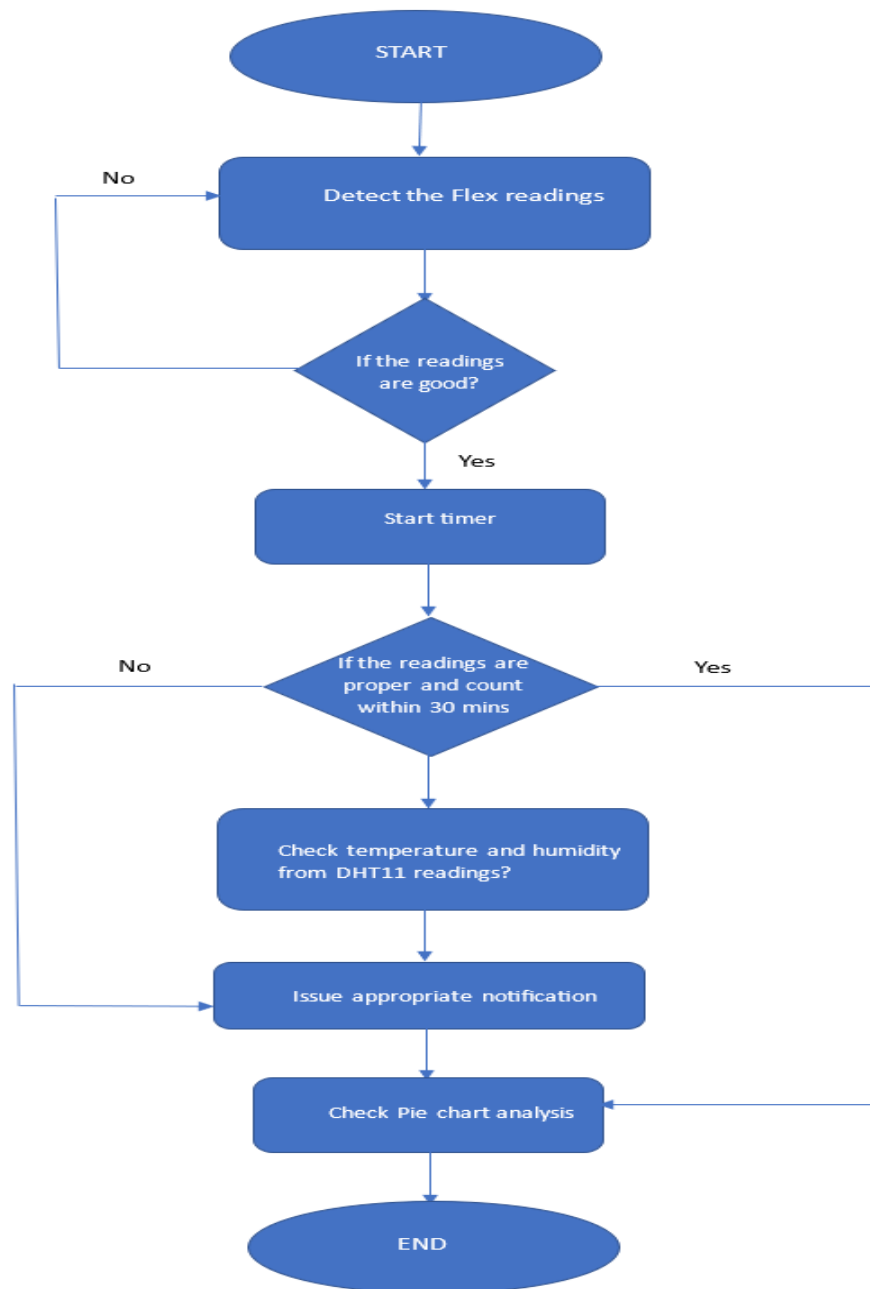 START
No
Detect the Flex readings
If the readings
are good?
Yes
Start timer
No
If the readings are
proper and count
within 30 mins
Yes
Check temperature and humidity
from DHT11 readings?
Issue appropriate notification
Check Pie chart analysis
END